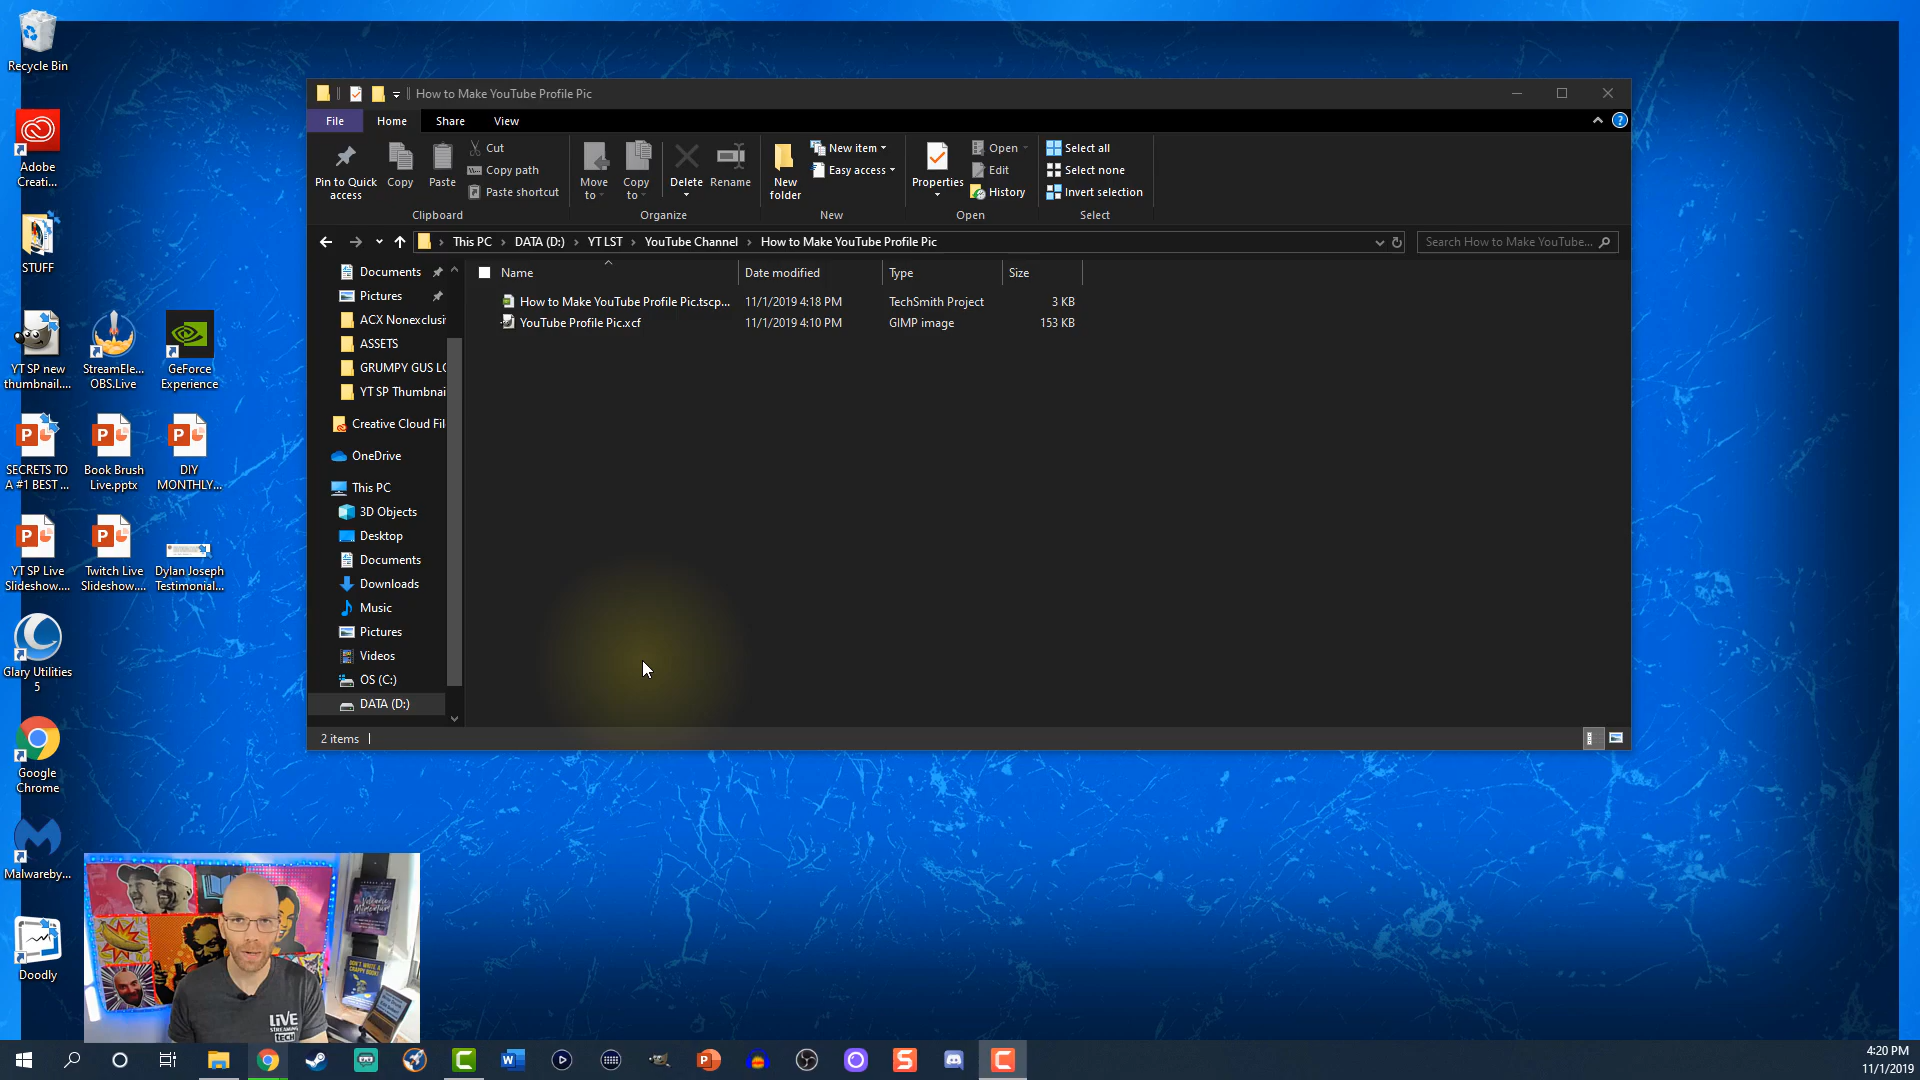 Recycle Bin
Adobe
Creati...
STUFF
YT SP new
thumbnail....
StreamEle...
OBS.Live
GeForce
Experience
SECRETS TO
A #1 BEST ...
Book Brush
Live.pptx
DIY
MONTHLY...
YT SP Live
Slideshow....
Twitch Live
Slideshow....
Dylan Joseph
Testimonial...
Glary Utilities
5
Google
Chrome
Malwareby...
Doodly
How to Make YouTube Profile Pic
File
Home
Share
View
Pin to Quick
access
Copy
Paste
Cut
Copy path
Paste shortcut
Clipboard
Move
to
Copy
to
Delete
Rename
Organize
New
folder
New item
Easy access
New
Properties
Open
Edit
History
Open
Select all
Select none
Invert selection
Select
This PC
DATA (D:)
YT LST
YouTube Channel
How to Make YouTube Profile Pic
Search How to Make YouTube...
Documents
Pictures
ACX Nonexclusi
ASSETS
GRUMPY GUS LO
YT SP Thumbnai
Creative Cloud Fil
OneDrive
This PC
3D Objects
Desktop
Documents
Downloads
Music
Pictures
Videos
OS (C:)
DATA (D:)
Name
Date modified
Type
Size
How to Make YouTube Profile Pic.tscp...
11/1/2019 4:18 PM
TechSmith Project
3 KB
YouTube Profile Pic.xcf
11/1/2019 4:10 PM
GIMP image
153 KB
2 items
LiVE
STREAMING
TECH
DON'T WRITE A
CRAPPY BOOK!
4:20 PM
11/1/2019